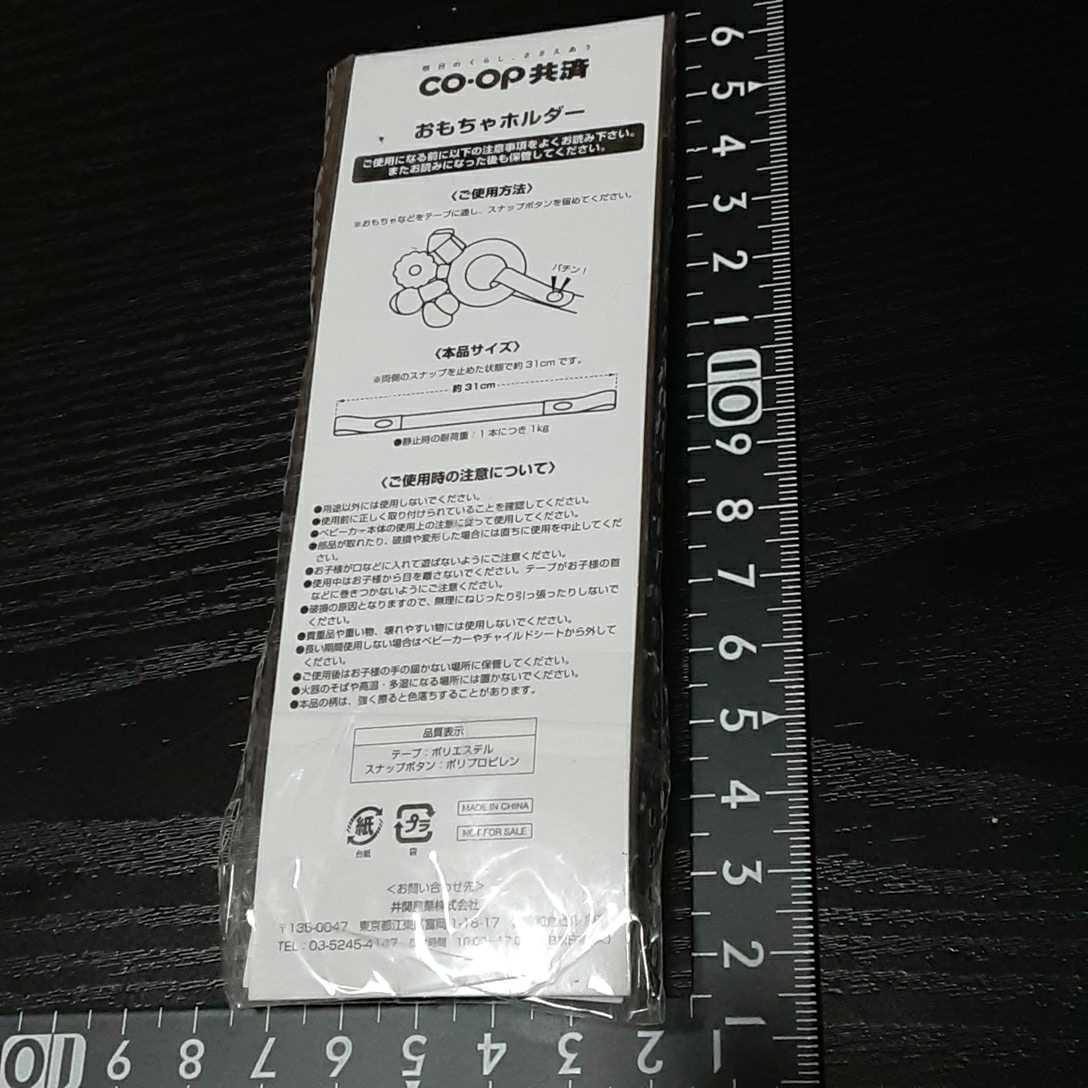 明日のくらし、ささえあう
CO·OP共済
おもちゃホルダー
ご使用になる前に以下の注意事項をよくお読み下さい。
またお読みになった後も保管してください。
〈ご使用方法〉
※おもちゃなどをテープに通し、スナップボタンを留めてください。
パチン！
〈本品サイズ〉
※両側のスナップを止めた状態で約31cmです。
約31cm
●静止時の耐荷重：1本につき1kg
〈ご使用時の注意について〉
●用途以外には使用しないでください。
●使用前に正しく取り付けられていることを確認してください。
●ベビーカー本体の使用上の注意に従って使用してください。
●部品が取れたり、破損や変形した場合には直ちに使用を中止してくだ
さい。
●お子様が口などに入れて遊ばないようにご注意ください。
●使用中はお子様から目を離さないでください。テープがお子様の首
などに巻きつかないようにご注意ください。
●破損の原因となりますので、無理にねじったり引っ張ったりしないで
ください。
●貴重品や重い物、壊れやすい物には使用しないでください。
●長い期間使用しない場合はベビーカーやチャイルドシートから外して
ください。
●ご使用後はお子様の手の届かない場所に保管してください。
●火器のそばや高温・多湿になる場所には置かないでください。
●本品の柄は、強く擦ると色落ちすることがあります。
品質表示
テープ：ポリエステル
スナップボタン：ポリプロピレン
紙
台紙
プラ
袋
MADE IN CHINA
NOT FOR SALE
＜お問い合わせ先＞
井関産業株式会社
〒135-0047 東京都江東区富岡1-16-17
TEL：03-5245-4147
6
5
4
3
2
1
10
9
8
7
6
5
4
3
2
1
10
9
8
7
6
5
4
3
2
1